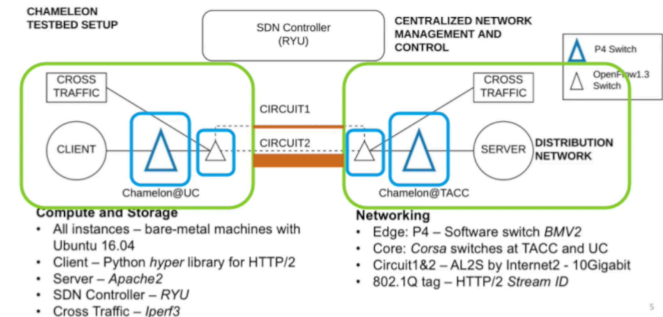 CHAMELEON
TESTBED SETUP
SDN Controller
(RYU)
CENTRALIZED NETWORK
MANAGEMENT AND
CONTROL
P4 Switch
OpenFlow1.3
Switch
CROSS
TRAFFIC
CROSS
TRAFFIC
CIRCUIT1
CIRCUIT2
CLIENT
SERVER
DISTRIBUTION
NETWORK
Chamelon@UC
Chamelon@TACC
Compute and Storage
• All instances – bare-metal machines with
Ubuntu 16.04
• Client – Python hyper library for HTTP/2
• Server – Apache2
• SDN Controller – RYU
• Cross Traffic – Iperf3
Networking
• Edge: P4 – Software switch BMV2
• Core: Corsa switches at TACC and UC
• Circuit1&2 – AL2S by Internet2 - 10Gigabit
• 802.1Q tag – HTTP/2 Stream ID
5